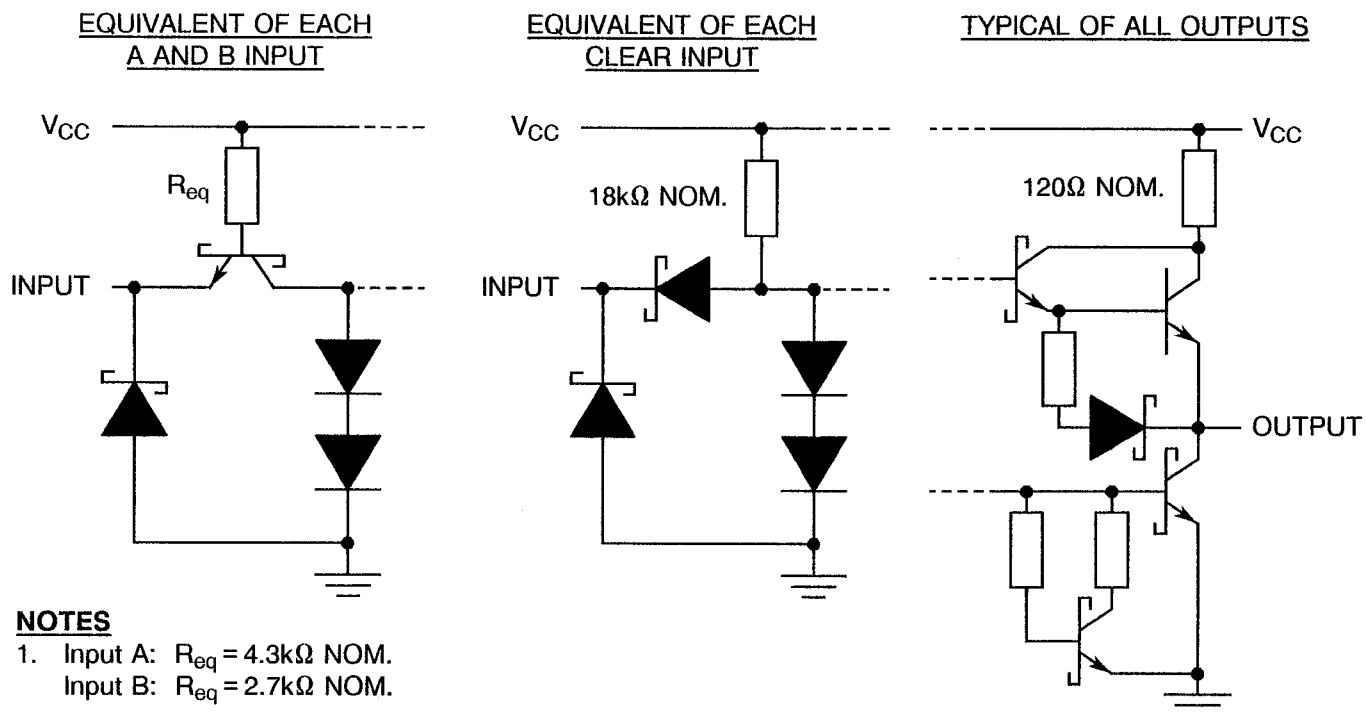 EQUIVALENT OF EACH
A AND B INPUT
EQUIVALENT OF EACH
CLEAR INPUT
TYPICAL OF ALL OUTPUTS
VCC
Req
INPUT
VCC
18kΩ NOM.
INPUT
VCC
120Ω NOM.
OUTPUT
NOTES
1. Input A: Req = 4.3kΩ NOM.
Input B: Req = 2.7kΩ NOM.